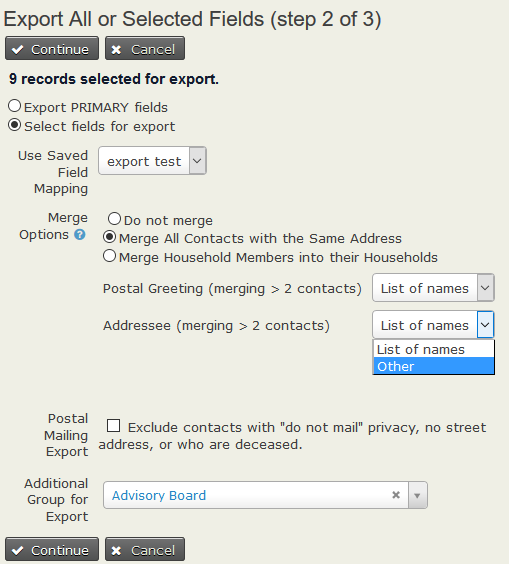 Export All or Selected Fields (step 2 of 3)
✔ Continue ✖ Cancel
9 records selected for export.
Export PRIMARY fields
Select fields for export
Use Saved
Field
Mapping
export test
Merge
Options ?
Do not merge
Merge All Contacts with the Same Address
Merge Household Members into their Households
Postal Greeting (merging > 2 contacts) List of names
Addressee (merging > 2 contacts) List of names
List of names
Other
Postal
Mailing
Export
Exclude contacts with "do not mail" privacy, no street
address, or who are deceased.
Additional
Group for
Export
Advisory Board ×
✔ Continue ✖ Cancel